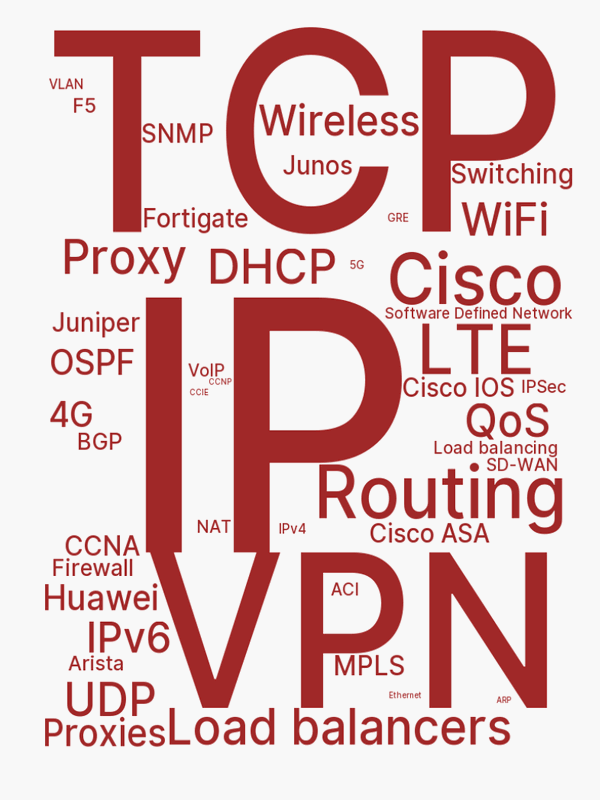 TCP
VLAN
F5
SNMP
Wireless
Junos
Switching
Fortigate
GRE
WiFi
Proxy
DHCP
5G
Cisco
Software Defined Network
IP
Juniper
LTE
OSPF
VoIP
CCNP
CCIE
Cisco IOS
IPSec
4G
QoS
BGP
Load balancing
SD-WAN
Routing
NAT
IPv4
Cisco ASA
CCNA
VPN
Firewall
Huawei
ACI
IPv6
Arista
MPLS
UDP
Ethernet
ARP
Proxies
Load balancers